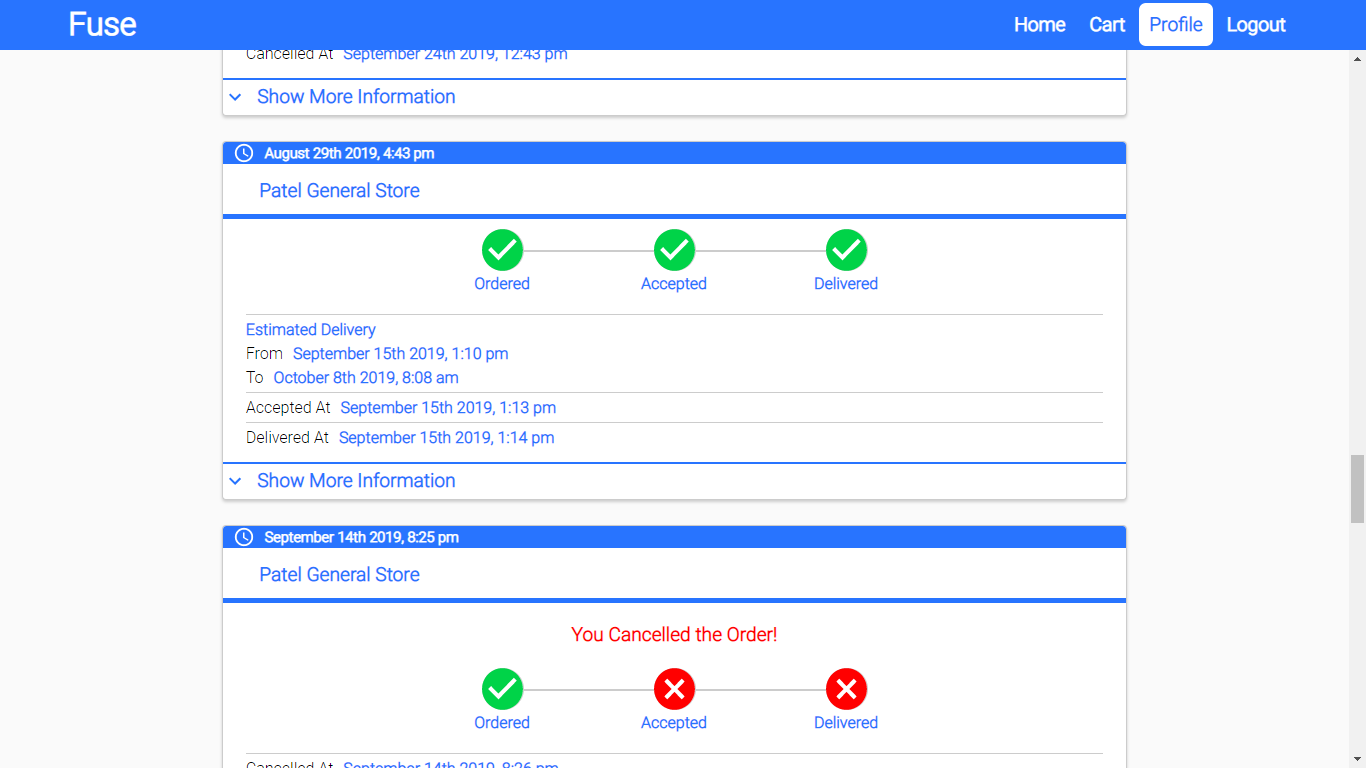 Fuse
Home Cart Profile Logout
Cancelled At September 24th 2019, 12:43 pm
Show More Information
August 29th 2019, 4:43 pm
Patel General Store
Ordered Accepted Delivered
Estimated Delivery
From September 15th 2019, 1:10 pm
To October 8th 2019, 8:08 am
Accepted At September 15th 2019, 1:13 pm
Delivered At September 15th 2019, 1:14 pm
Show More Information
September 14th 2019, 8:25 pm
Patel General Store
You Cancelled the Order!
Ordered Accepted Delivered
Cancelled At September 14th 2019, 8:26 pm